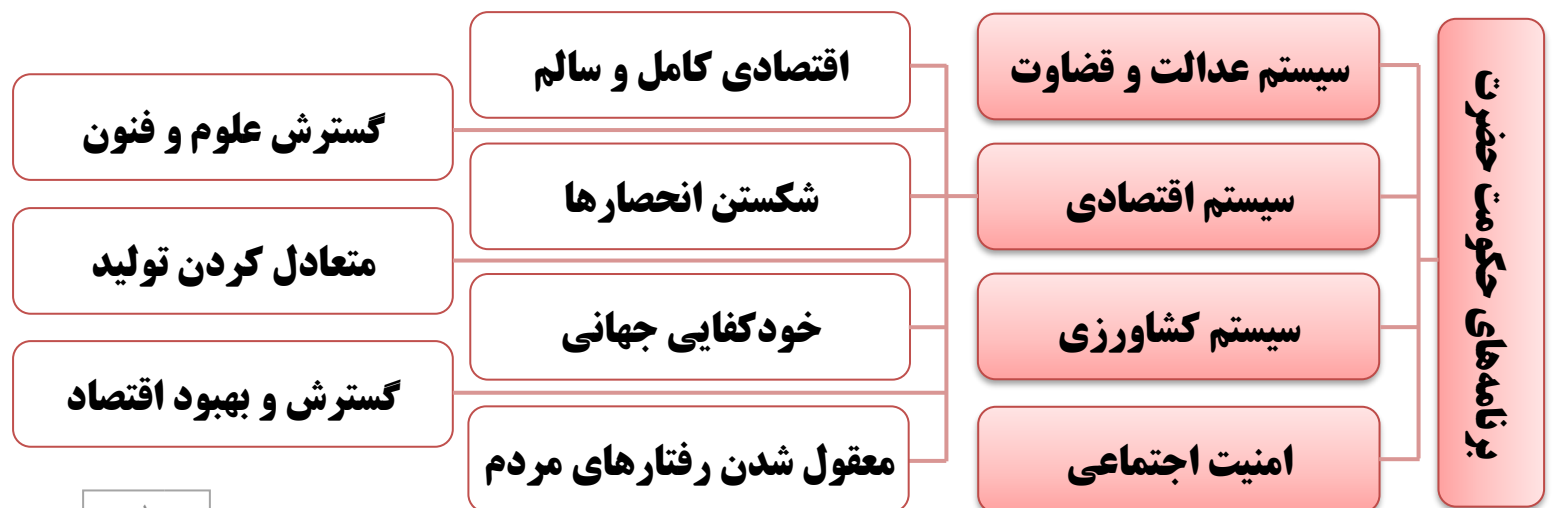 برنامه‌های حکومت حضرت
سیستم عدالت و قضاوت
سیستم اقتصادی
سیستم کشاورزی
امنیت اجتماعی
اقتصادی کامل و سالم
شکستن انحصارها
خودکفایی جهانی
معقول شدن رفتارهای مردم
گسترش علوم و فنون
متعادل کردن تولید
گسترش و بهبود اقتصاد